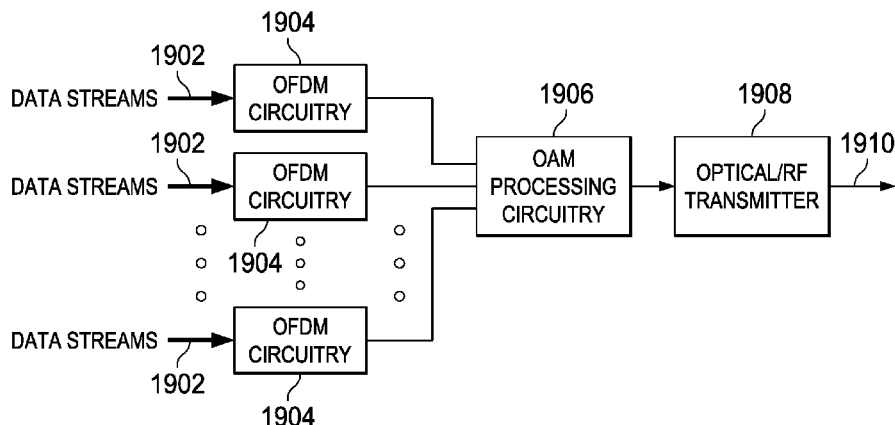 1904
1902
DATA STREAMS
OFDM
CIRCUITRY
1906
1908
1902
1910
DATA STREAMS
OFDM
CIRCUITRY
OAM
PROCESSING
CIRCUITRY
OPTICAL/RF
TRANSMITTER
1904
DATA STREAMS
OFDM
CIRCUITRY
1902
1904